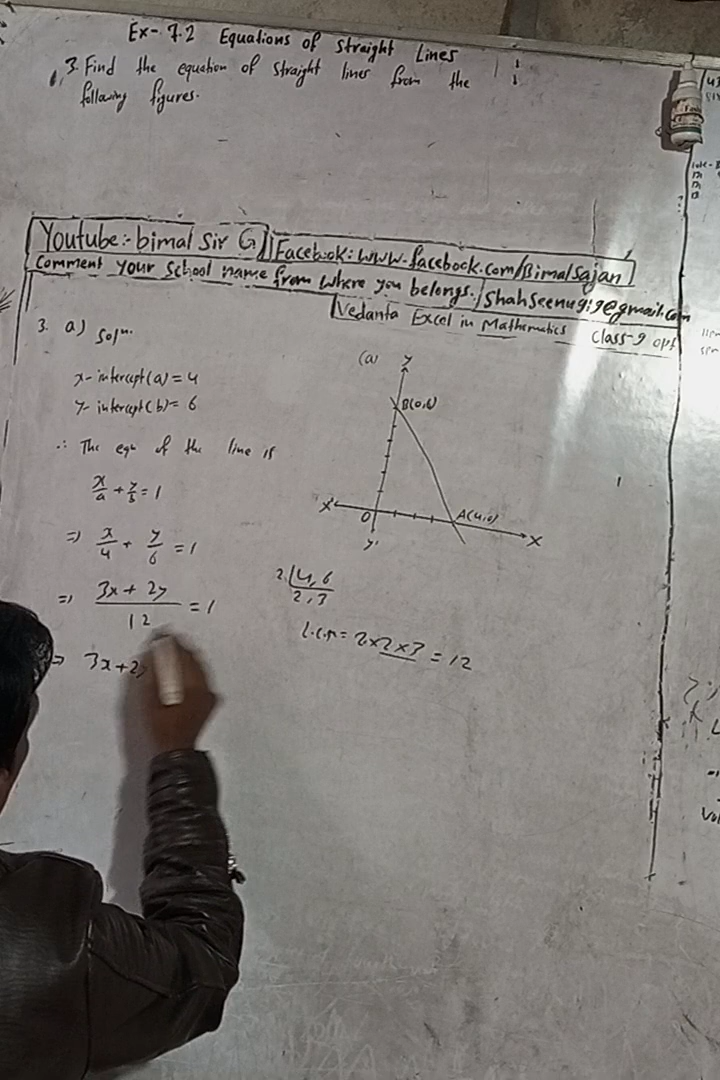 Ex- 7.2 Equations of Straight Lines
3. Find the equation of straight lines from the
following figures.
Youtube:- bimal Sir G
Facebook: www.facebook.com/Bimalsajan
Comment your School name from where you belongs.
Shahseenugig@gmail.com
Vedanta Excel in Mathematics Class-9 opt
3. a) Soln.
x- intercept (a) = 4
y- intercept (b) = 6
∴ The eqn of the line is
x/a + y/b = 1
⇒ x/4 + y/6 = 1
⇒ 3x + 2y / 12 = 1
⇒ 3x + 2y
(a)
Y
B(0,6)
X'
O
A(4,0)
X
Y'
2 | 4, 6
2, 3
L.C.M = 2×2×3 = 12